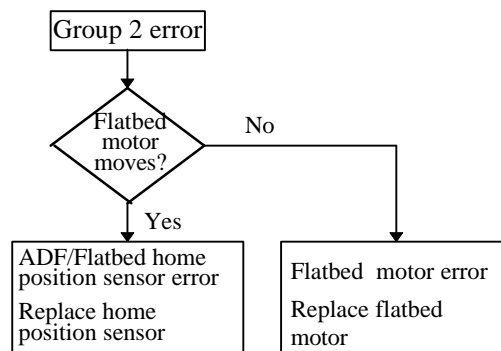 Group 2 error
Flatbed
motor
moves?
No
Yes
ADF/Flatbed home
position sensor error
Replace home
position sensor
Flatbed motor error
Replace flatbed
motor